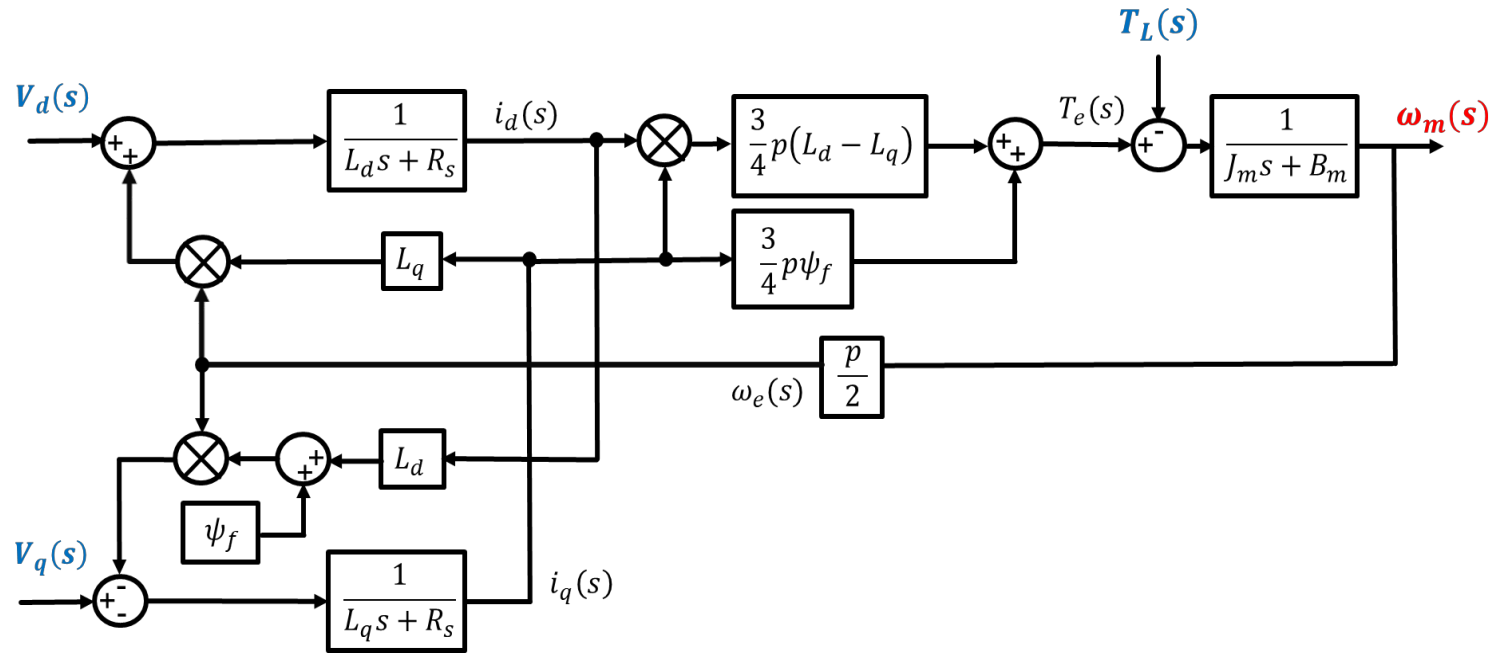 T_L(s)
V_d(s)
+
+
1
L_d s + R_s
i_d(s)
3
4
p(L_d − L_q)
+
+
T_e(s)
-
+
1
J_m s + B_m
ω_m(s)
L_q
3
4
pψ_f
p
2
ω_e(s)
+
+
L_d
ψ_f
V_q(s)
-
+
-
1
L_q s + R_s
i_q(s)